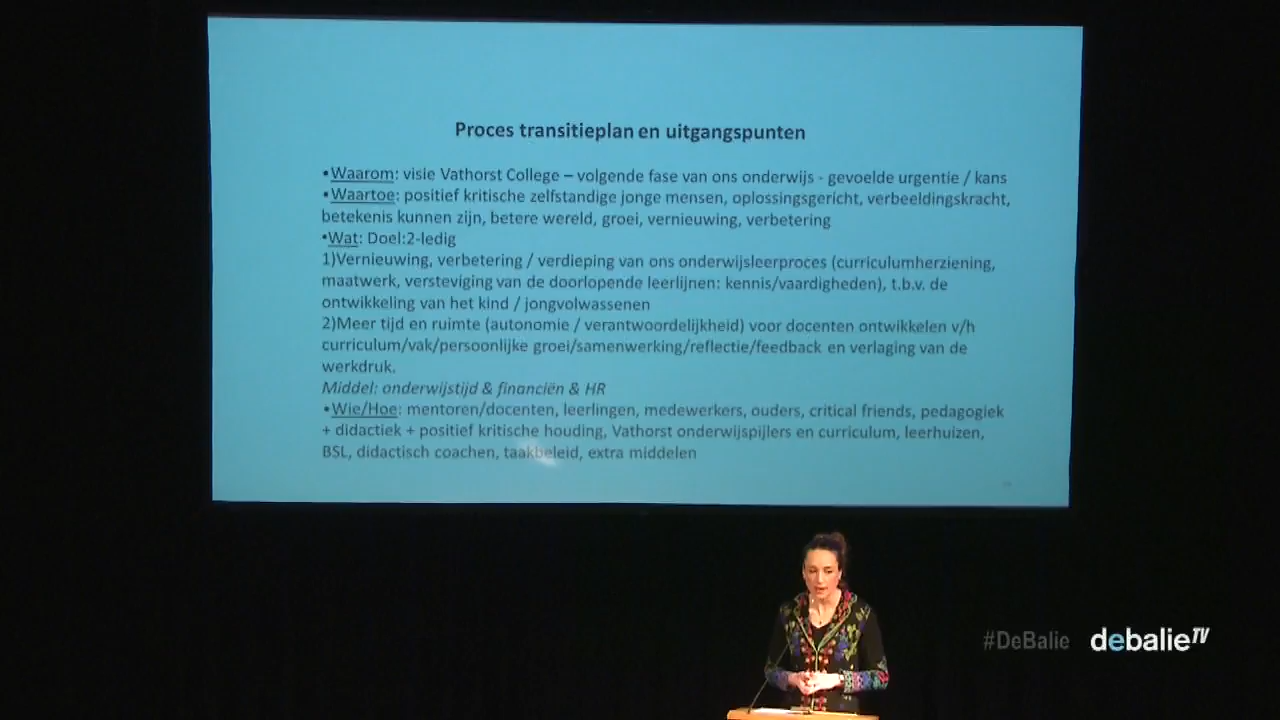 Proces transitieplan en uitgangspunten
•Waarom: visie Vathorst College – volgende fase van ons onderwijs - gevoelde urgentie / kans
•Waartoe: positief kritische zelfstandige jonge mensen, oplossingsgericht, verbeeldingskracht,
betekenis kunnen zijn, betere wereld, groei, vernieuwing, verbetering
•Wat: Doel:2-ledig
1)Vernieuwing, verbetering / verdieping van ons onderwijsleerproces (curriculumherziening,
maatwerk, versteviging van de doorlopende leerlijnen: kennis/vaardigheden), t.b.v. de
ontwikkeling van het kind / jongvolwassenen
2)Meer tijd en ruimte (autonomie / verantwoordelijkheid) voor docenten ontwikkelen v/h
curriculum/vak/persoonlijke groei/samenwerking/reflectie/feedback en verlaging van de
werkdruk.
Middel: onderwijstijd & financiën & HR
•Wie/Hoe: mentoren/docenten, leerlingen, medewerkers, ouders, critical friends, pedagogiek
+ didactiek + positief kritische houding, Vathorst onderwijspijlers en curriculum, leerhuizen,
BSL, didactisch coachen, taakbeleid, extra middelen
#DeBalie debalieTV